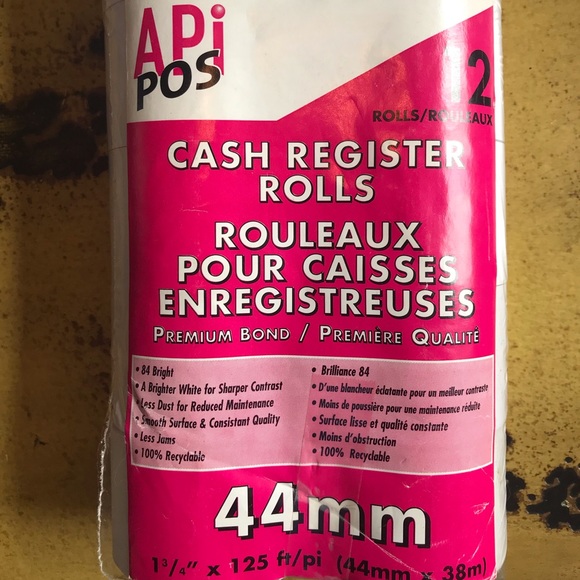 APi
POS
12
ROLLS/ROULEAUX
CASH REGISTER
ROLLS
ROULEAUX
POUR CAISSES
ENREGISTREUSES
PREMIUM BOND / PREMIÈRE QUALITÉ
• 84 Bright
• A Brighter White for Sharper Contrast
• Less Dust for Reduced Maintenance
• Smooth Surface & Consistant Quality
• Less Jams
• 100% Recyclable
• Brilliance 84
• D'une blancheur éclatante pour un meilleur contraste
• Moins de poussière pour une maintenance réduite
• Surface lisse et qualité constante
• Moins d'obstruction
• 100% Recyclable
44mm
1 3/4" x 125 ft/pi (44mm x 38m)